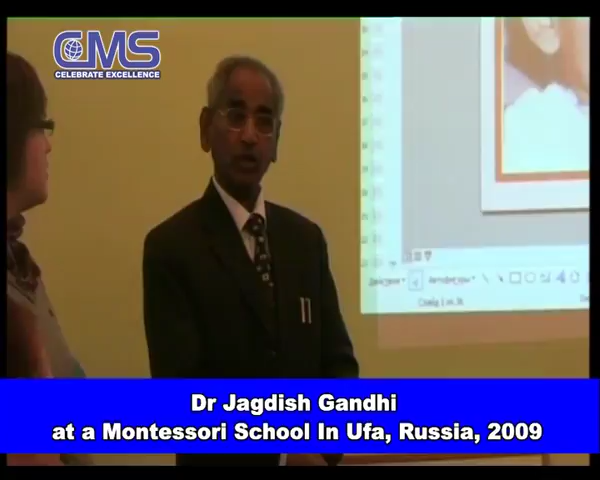 CMS
CELEBRATE EXCELLENCE
Dr Jagdish Gandhi
at a Montessori School In Ufa, Russia, 2009